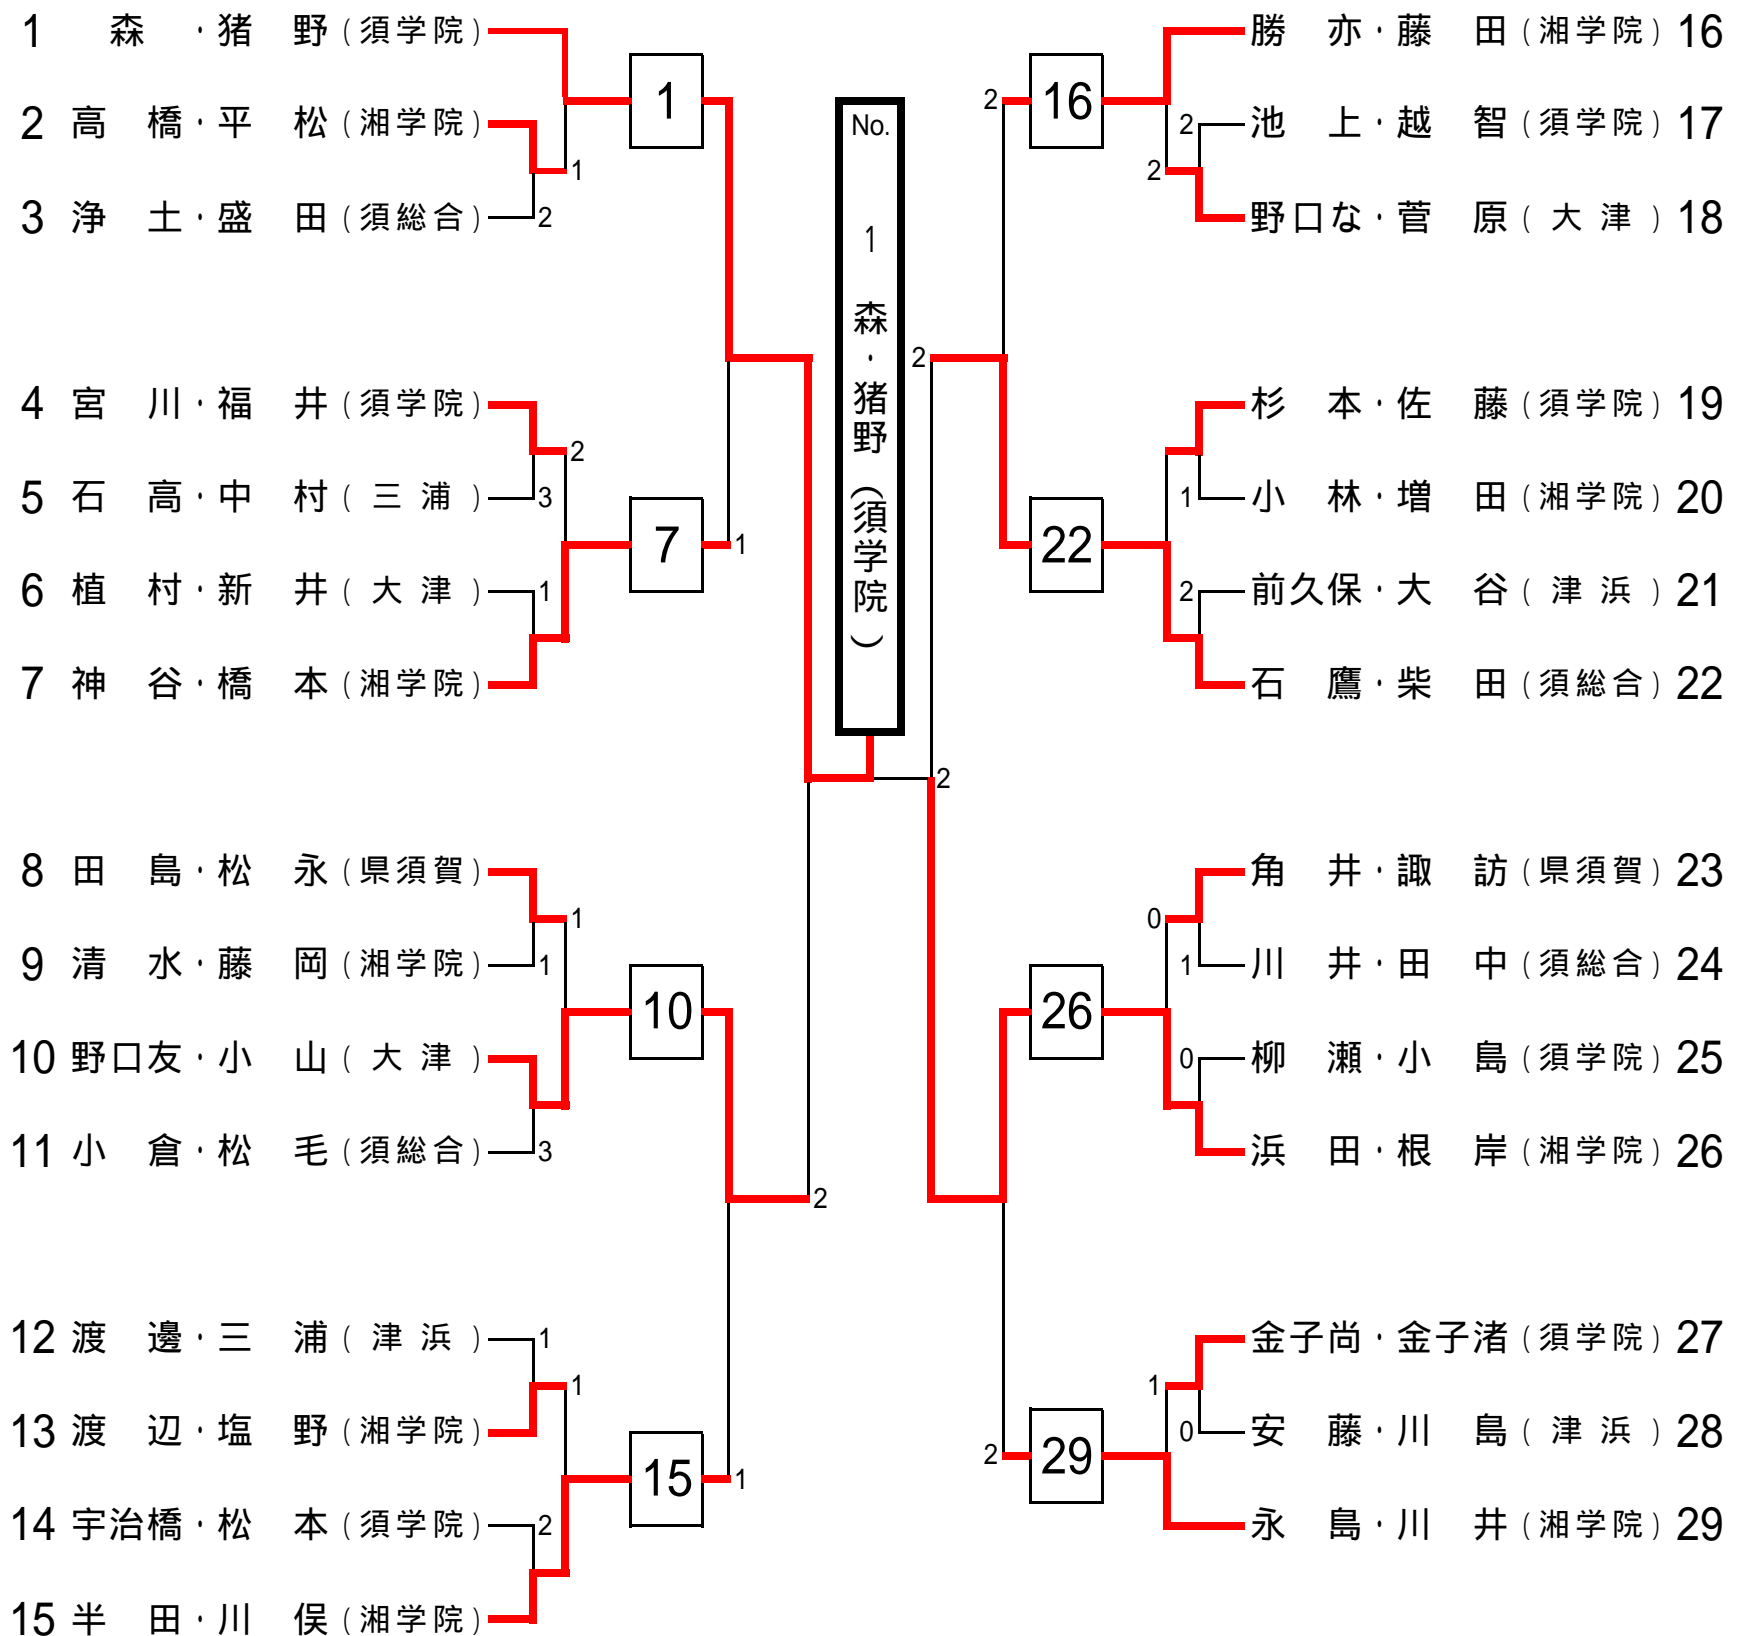 1 森・猪野(須学院)
2 高橋・平松(湘学院)
1
3 浄土・盛田(須総合)
2
1
4 宮川・福井(須学院)
2
5 石高・中村(三浦)
3
7
1
6 植村・新井(大津)
1
7 神谷・橋本(湘学院)
8 田島・松永(県須賀)
1
9 清水・藤岡(湘学院)
1
10
10 野口友・小山(大津)
11 小倉・松毛(須総合)
3
2
12 渡邊・三浦(津浜)
1
1
13 渡辺・塩野(湘学院)
15
1
14 宇治橋・松本(須学院)
2
15 半田・川俣(湘学院)
No.
1 森・猪野(須学院)
2
2
勝亦・藤田(湘学院) 16
2
16
2
池上・越智(須学院) 17
2
野口な・菅原(大津) 18
杉本・佐藤(須学院) 19
1
小林・増田(湘学院) 20
22
2
前久保・大谷(津浜) 21
石鷹・柴田(須総合) 22
角井・諏訪(県須賀) 23
0
1
川井・田中(須総合) 24
26
0
柳瀬・小島(須学院) 25
浜田・根岸(湘学院) 26
金子尚・金子渚(須学院) 27
1
0
安藤・川島(津浜) 28
2
29
永島・川井(湘学院) 29